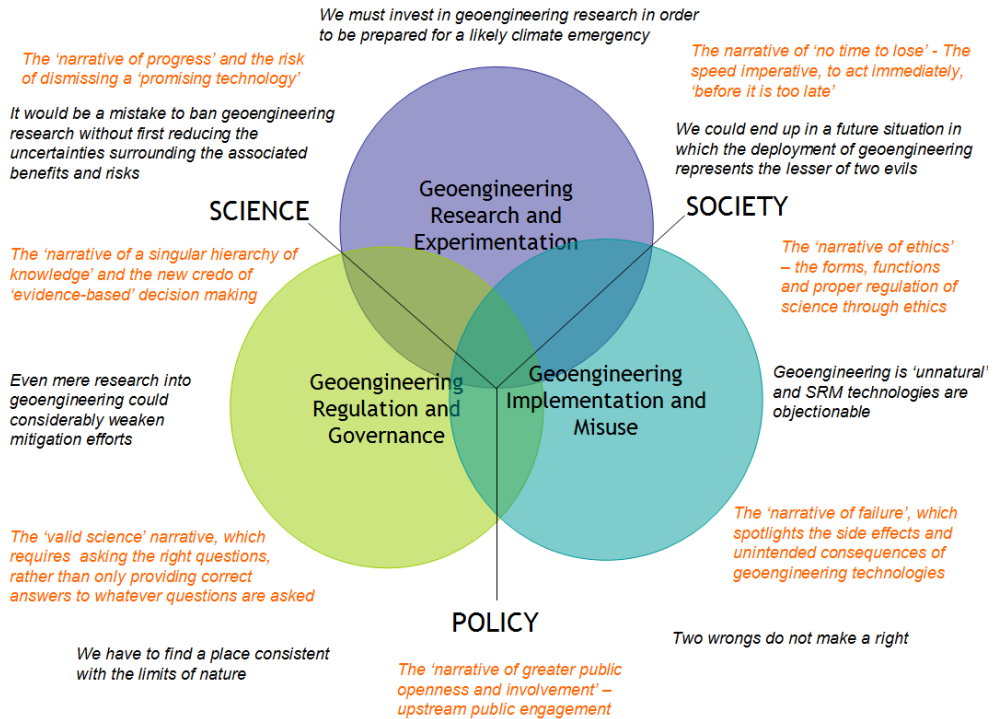 We must invest in geoengineering research in order
to be prepared for a likely climate emergency
The ‘narrative of progress’ and the risk
of dismissing a ‘promising technology’
The narrative of ‘no time to lose’ - The
speed imperative, to act immediately,
‘before it is too late’
It would be a mistake to ban geoengineering
research without first reducing the
uncertainties surrounding the associated
benefits and risks
We could end up in a future situation in
which the deployment of geoengineering
represents the lesser of two evils
Geoengineering
Research and
Experimentation
SCIENCE
SOCIETY
The ‘narrative of a singular hierarchy of
knowledge’ and the new credo of
‘evidence-based’ decision making
The ‘narrative of ethics’
– the forms, functions
and proper regulation of
science through ethics
Even mere research into
geoengineering could
considerably weaken
mitigation efforts
Geoengineering
Regulation and
Governance
Geoengineering
Implementation and
Misuse
Geoengineering is ‘unnatural’
and SRM technologies are
objectionable
The ‘valid science’ narrative, which
requires  asking the right questions,
rather than only providing correct
answers to whatever questions are asked
The ‘narrative of failure’, which
spotlights the side effects and
unintended consequences of
geoengineering technologies
POLICY
We have to find a place consistent
with the limits of nature
Two wrongs do not make a right
The ‘narrative of greater public
openness and involvement’ –
upstream public engagement